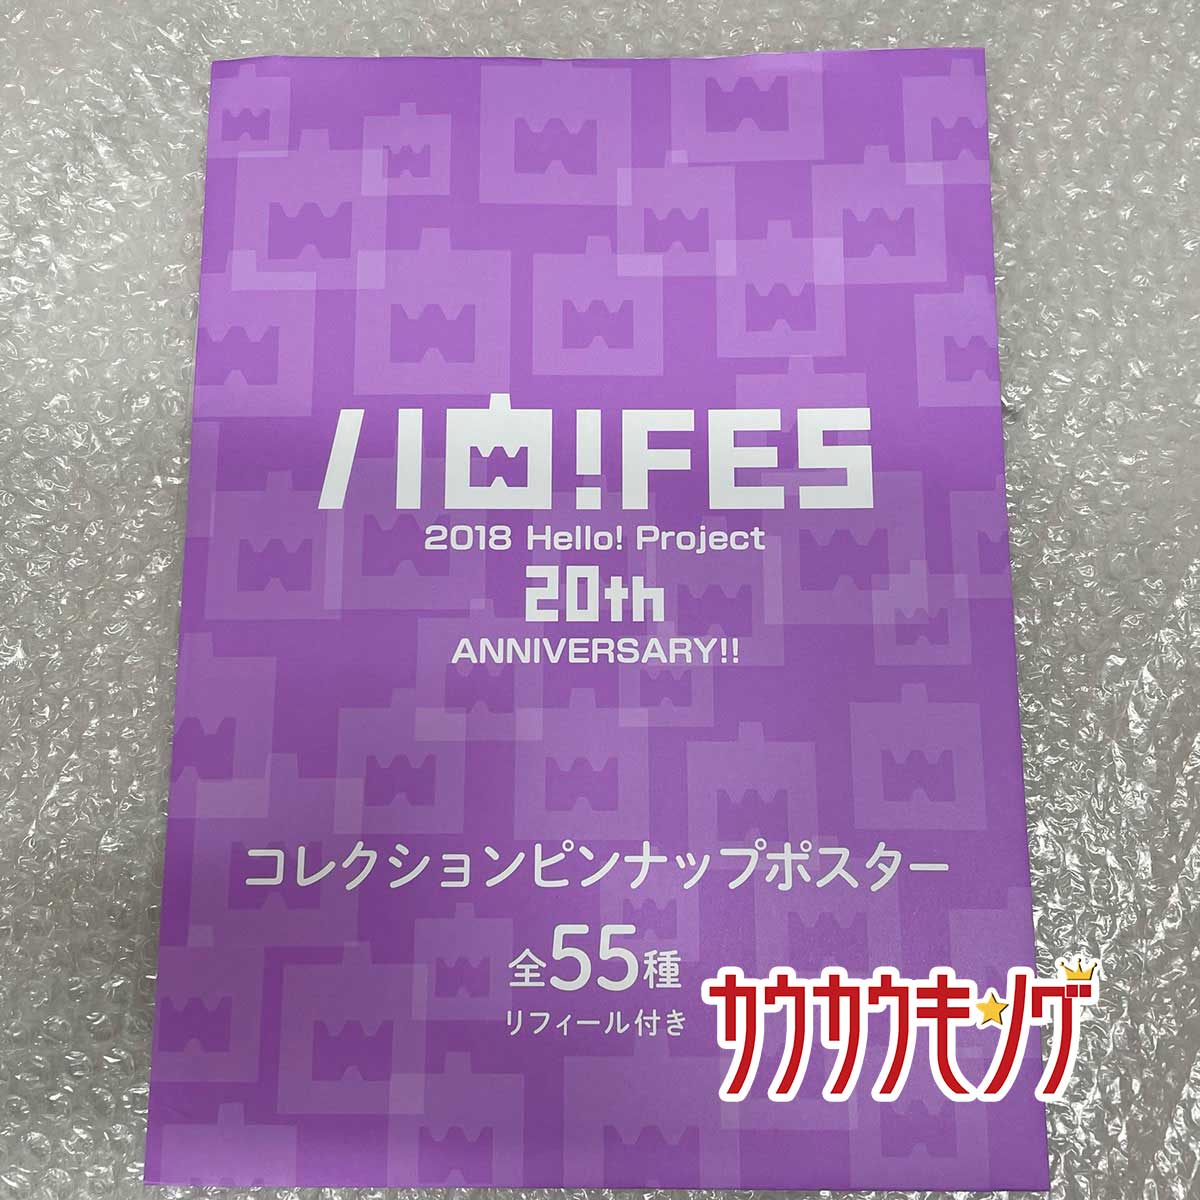 ハロ!FES
2018 Hello! Project
20th
ANNIVERSARY!!
コレクションピンナップポスター
全55種
リフィール付き
カウカウキング